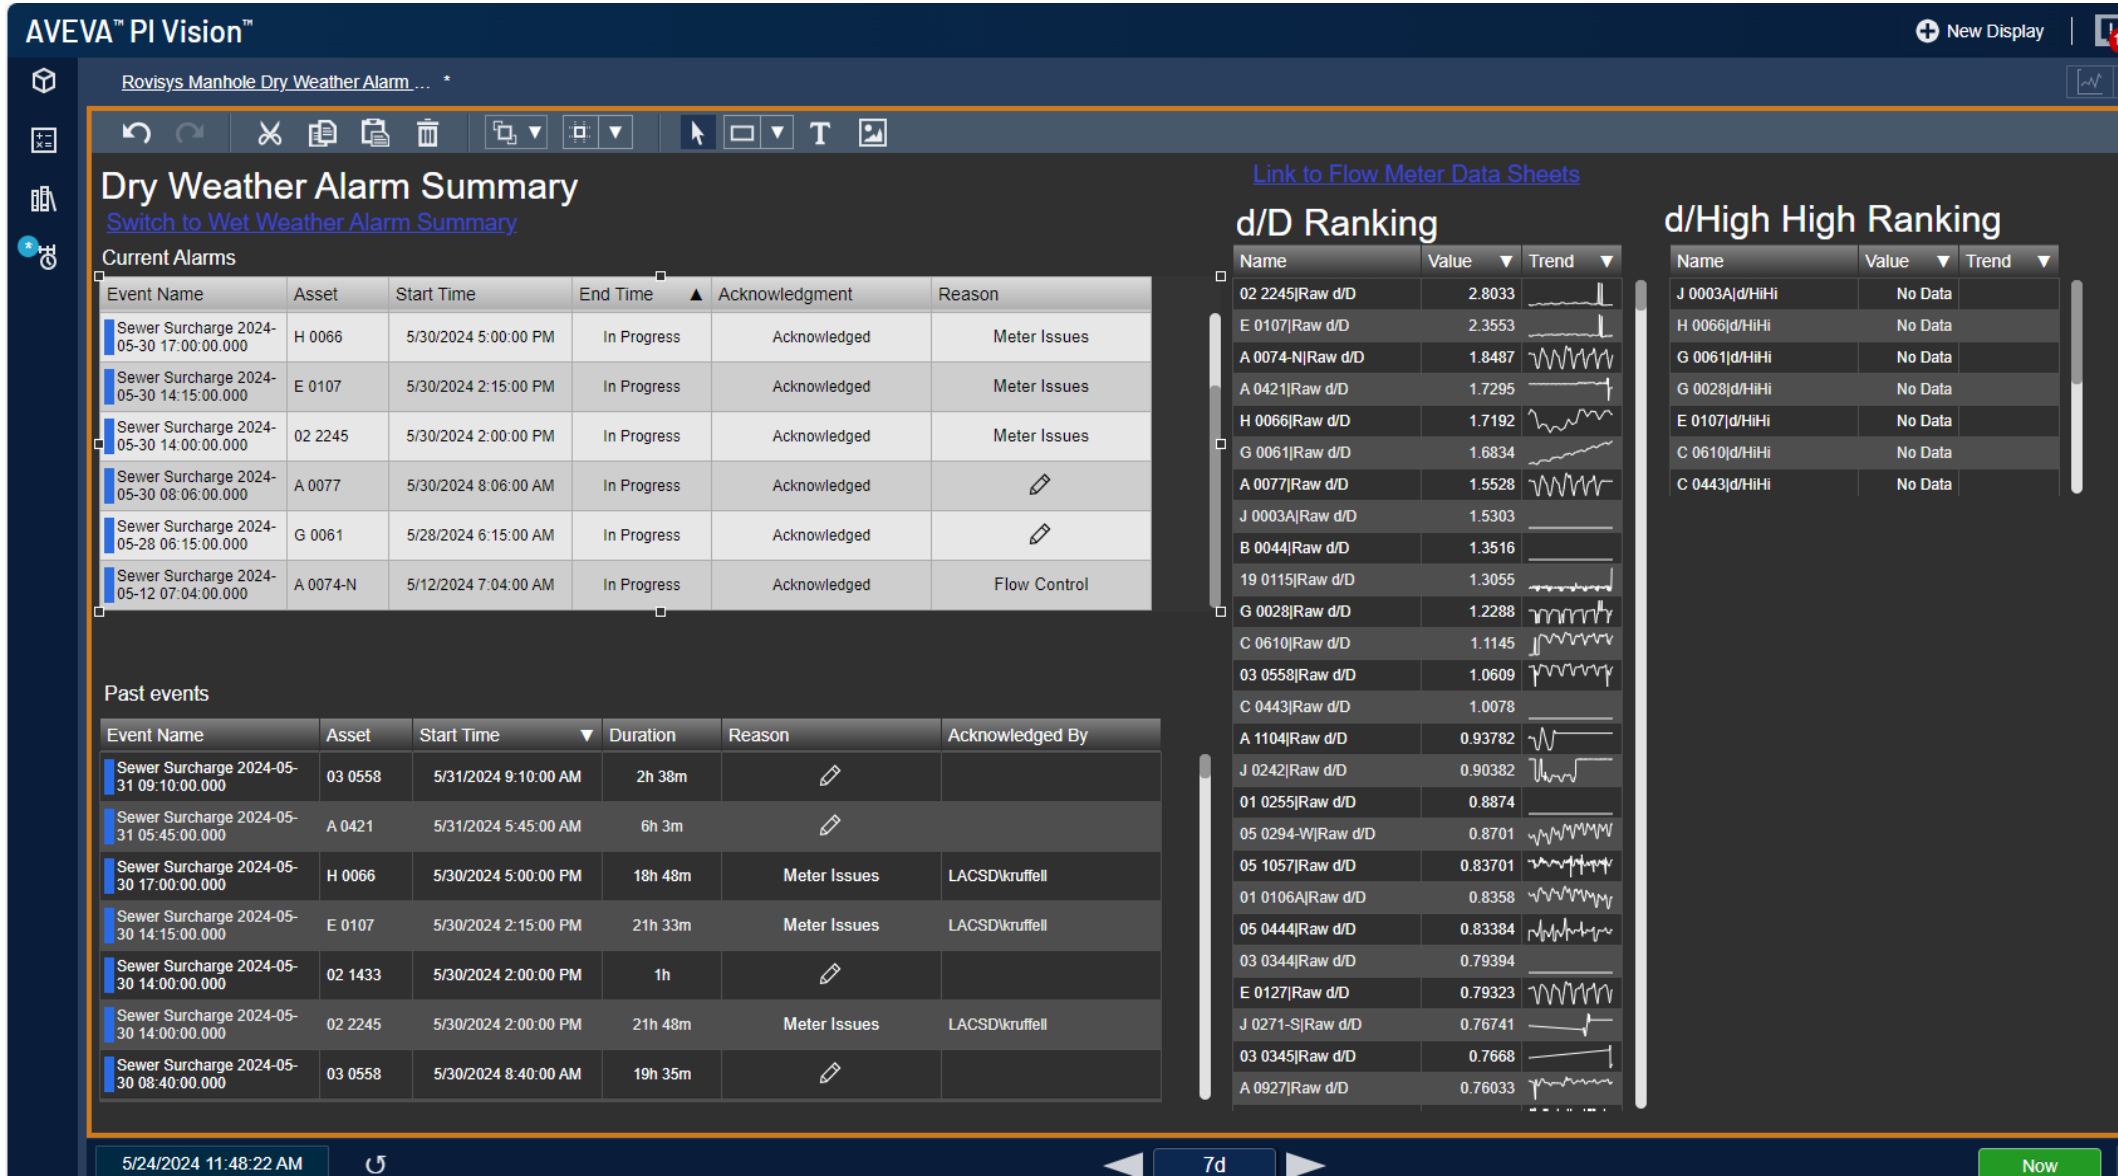 AVEVA™ PI Vision™
New Display
Rovisys Manhole Dry Weather Alarm ... *
Dry Weather Alarm Summary
Switch to Wet Weather Alarm Summary
Current Alarms
Event Name Asset Start Time End Time ▲ Acknowledgment Reason
Sewer Surcharge 2024-
05-30 17:00:00.000 H 0066 5/30/2024 5:00:00 PM In Progress Acknowledged Meter Issues
Sewer Surcharge 2024-
05-30 14:15:00.000 E 0107 5/30/2024 2:15:00 PM In Progress Acknowledged Meter Issues
Sewer Surcharge 2024-
05-30 14:00:00.000 02 2245 5/30/2024 2:00:00 PM In Progress Acknowledged Meter Issues
Sewer Surcharge 2024-
05-30 08:06:00.000 A 0077 5/30/2024 8:06:00 AM In Progress Acknowledged
Sewer Surcharge 2024-
05-28 06:15:00.000 G 0061 5/28/2024 6:15:00 AM In Progress Acknowledged
Sewer Surcharge 2024-
05-12 07:04:00.000 A 0074-N 5/12/2024 7:04:00 AM In Progress Acknowledged Flow Control
Past events
Event Name Asset Start Time ▼ Duration Reason Acknowledged By
Sewer Surcharge 2024-05-
31 09:10:00.000 03 0558 5/31/2024 9:10:00 AM 2h 38m
Sewer Surcharge 2024-05-
31 05:45:00.000 A 0421 5/31/2024 5:45:00 AM 6h 3m
Sewer Surcharge 2024-05-
30 17:00:00.000 H 0066 5/30/2024 5:00:00 PM 18h 48m Meter Issues LACSD\kruffell
Sewer Surcharge 2024-05-
30 14:15:00.000 E 0107 5/30/2024 2:15:00 PM 21h 33m Meter Issues LACSD\kruffell
Sewer Surcharge 2024-05-
30 14:00:00.000 02 1433 5/30/2024 2:00:00 PM 1h
Sewer Surcharge 2024-05-
30 14:00:00.000 02 2245 5/30/2024 2:00:00 PM 21h 48m Meter Issues LACSD\kruffell
Sewer Surcharge 2024-05-
30 08:40:00.000 03 0558 5/30/2024 8:40:00 AM 19h 35m
Link to Flow Meter Data Sheets
d/D Ranking
Name Value ▼ Trend ▼
02 2245|Raw d/D 2.8033
E 0107|Raw d/D 2.3553
A 0074-N|Raw d/D 1.8487
A 0421|Raw d/D 1.7295
H 0066|Raw d/D 1.7192
G 0061|Raw d/D 1.6834
A 0077|Raw d/D 1.5528
J 0003A|Raw d/D 1.5303
B 0044|Raw d/D 1.3516
19 0115|Raw d/D 1.3055
G 0028|Raw d/D 1.2288
C 0610|Raw d/D 1.1145
03 0558|Raw d/D 1.0609
C 0443|Raw d/D 1.0078
A 1104|Raw d/D 0.93782
J 0242|Raw d/D 0.90382
01 0255|Raw d/D 0.8874
05 0294-W|Raw d/D 0.8701
05 1057|Raw d/D 0.83701
01 0106A|Raw d/D 0.8358
05 0444|Raw d/D 0.83384
03 0344|Raw d/D 0.79394
E 0127|Raw d/D 0.79323
J 0271-S|Raw d/D 0.76741
03 0345|Raw d/D 0.7668
A 0927|Raw d/D 0.76033
d/High High Ranking
Name Value ▼ Trend ▼
J 0003A|d/HiHi No Data
H 0066|d/HiHi No Data
G 0061|d/HiHi No Data
G 0028|d/HiHi No Data
E 0107|d/HiHi No Data
C 0610|d/HiHi No Data
C 0443|d/HiHi No Data
5/24/2024 11:48:22 AM
7d
Now